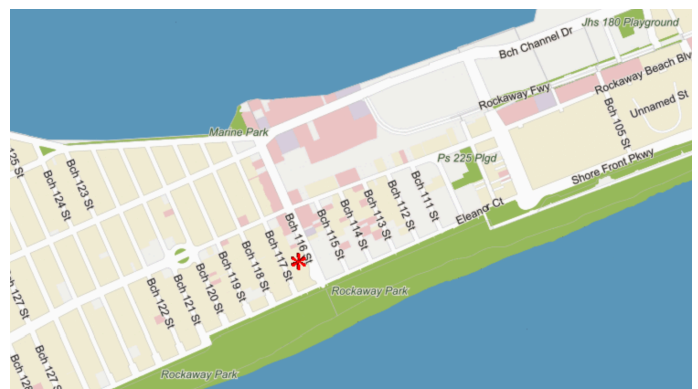 Jhs 180 Playground
Bch Channel Dr
Rockaway Beach Blv
Rockaway Fwy
Unnamed St
Bch 105 St
Marine Park
Ps 225 Plgd
Shore Front Pkwy
125 St
Bch 124 St
Bch 123 St
Eleanor Ct
Bch 111 St
Bch 112 St
Bch 113 St
Bch 114 St
Bch 115 St
Bch 116 St
Bch 117 St
Bch 118 St
Bch 119 St
Bch 120 St
Bch 121 St
Bch 122 St
Rockaway Park
127 St
Bch 127 St
Bch 128
Rockaway Park